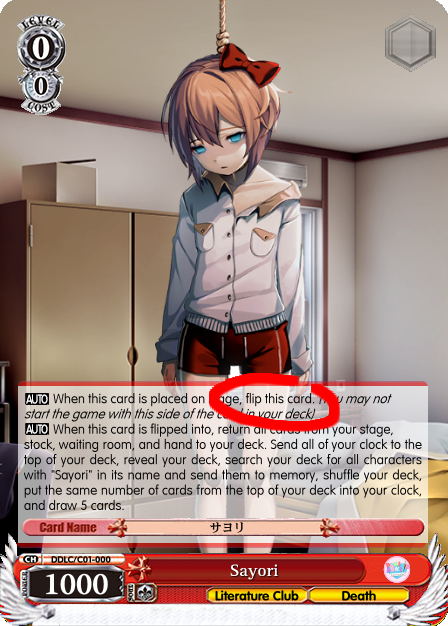 LEVEL
0
0
COST
AUTO When this card is placed on stage, flip this card. (You may not
start the game with this side of the card in your deck)
AUTO When this card is flipped into, return all cards from your stage,
stock, waiting room, and hand to your deck. Send all of your clock to the
top of your deck, reveal your deck, search your deck for all characters
with "Sayori" in its name and send them to memory, shuffle your deck,
put the same number of cards from the top of your deck into your clock,
and draw 5 cards.
Card Name サヨリ
CH DDLC/C01-000
POWER 1000 SOUL Sayori
Literature Club Death